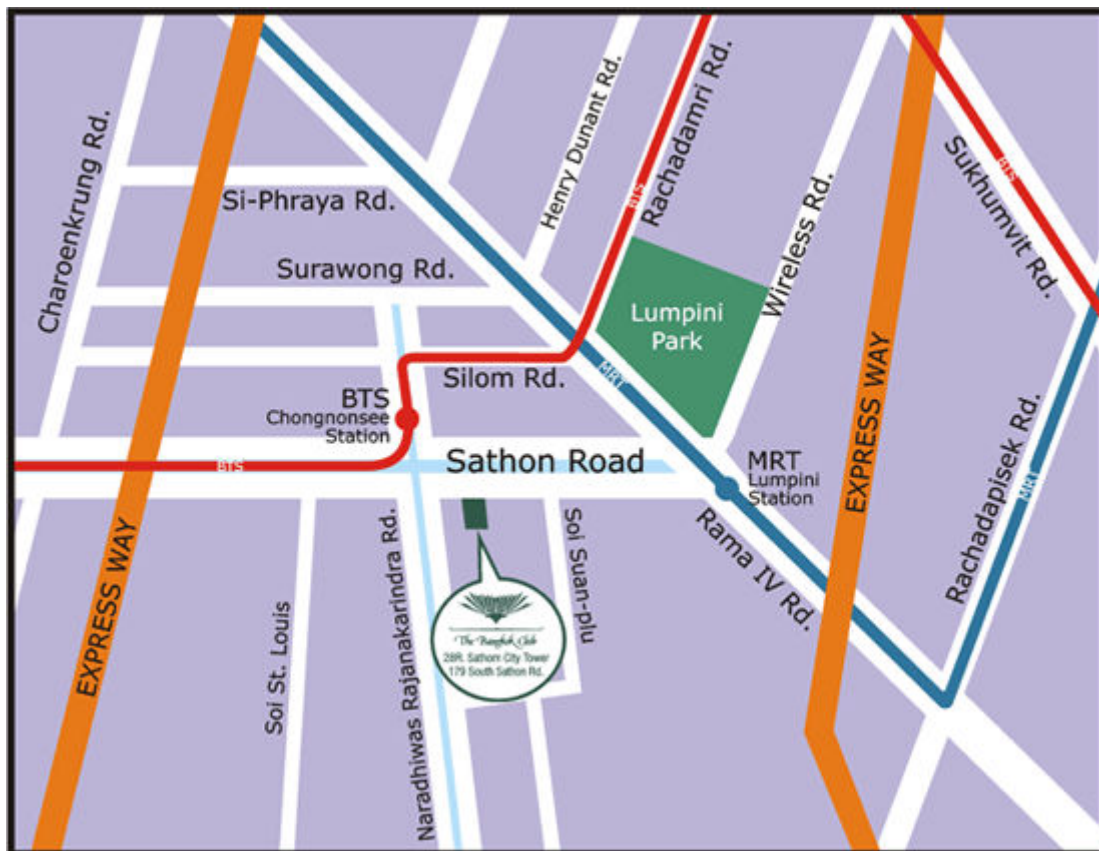 Charoenkrung Rd.
Si-Phraya Rd.
Surawong Rd.
Henry Dunant Rd.
BTS
Rachadamri Rd.
Lumpini
Park
Wireless Rd.
BTS
Sukhumvit Rd.
EXPRESS WAY
Rachadapisek Rd.
MRT
MRT
Silom Rd.
BTS
Chongnonsee
Station
BTS
Sathon Road
MRT
Lumpini
Station
Rama IV Rd.
EXPRESS WAY
Soi St. Louis
Naradhiwas Rajanakarindra Rd.
Soi Suan-plu
The Bangkok Club
28R. Sathorn City Tower
179 South Sathon Rd.